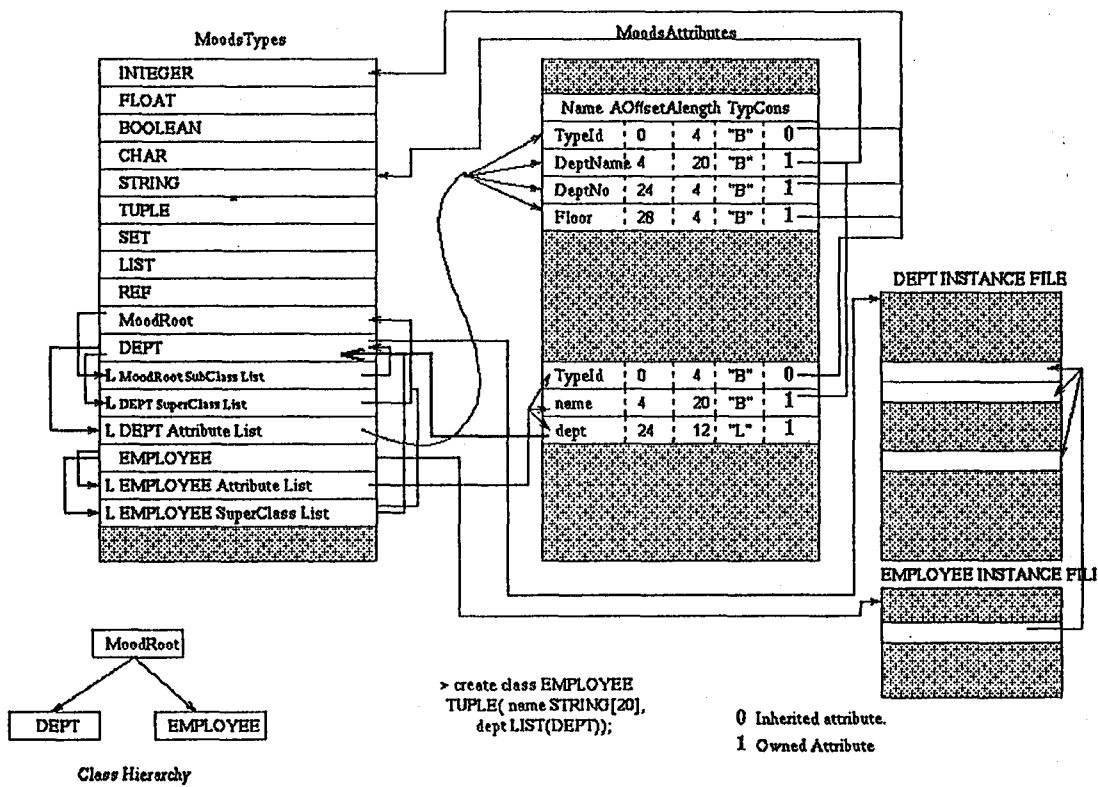 MoodsTypes
INTEGER
FLOAT
BOOLEAN
CHAR
STRING
TUPLE
SET
LIST
REF
MoodRoot
DEPT
L MoodRoot SubClass List
L DEPT SuperClass List
L DEPT Attribute List
EMPLOYEE
L EMPLOYEE Attribute List
L EMPLOYEE SuperClass List
MoodsAttributes
Name AOffset Alength TypCons
TypeId 0 4 "B" 0
DeptName 4 20 "B" 1
DeptNo 24 4 "B" 1
Floor 28 4 "B" 1
TypeId 0 4 "B" 0
name 4 20 "B" 1
dept 24 12 "L" 1
DEPT INSTANCE FILE
EMPLOYEE INSTANCE FILE
MoodRoot
DEPT EMPLOYEE
Class Hierarchy
> create class EMPLOYEE
TUPLE( name STRING[20],
dept LIST(DEPT));
0 Inherited attribute.
1 Owned Attribute